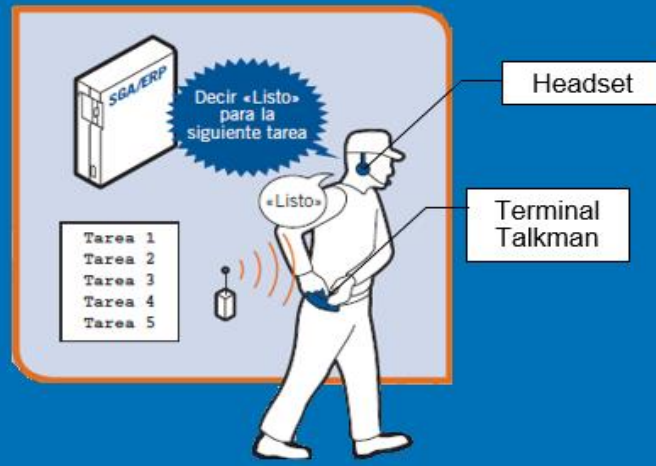 SGA/ERP
Decir «Listo»
para la
siguiente tarea
Headset
«Listo»
Terminal
Talkman
Tarea 1
Tarea 2
Tarea 3
Tarea 4
Tarea 5